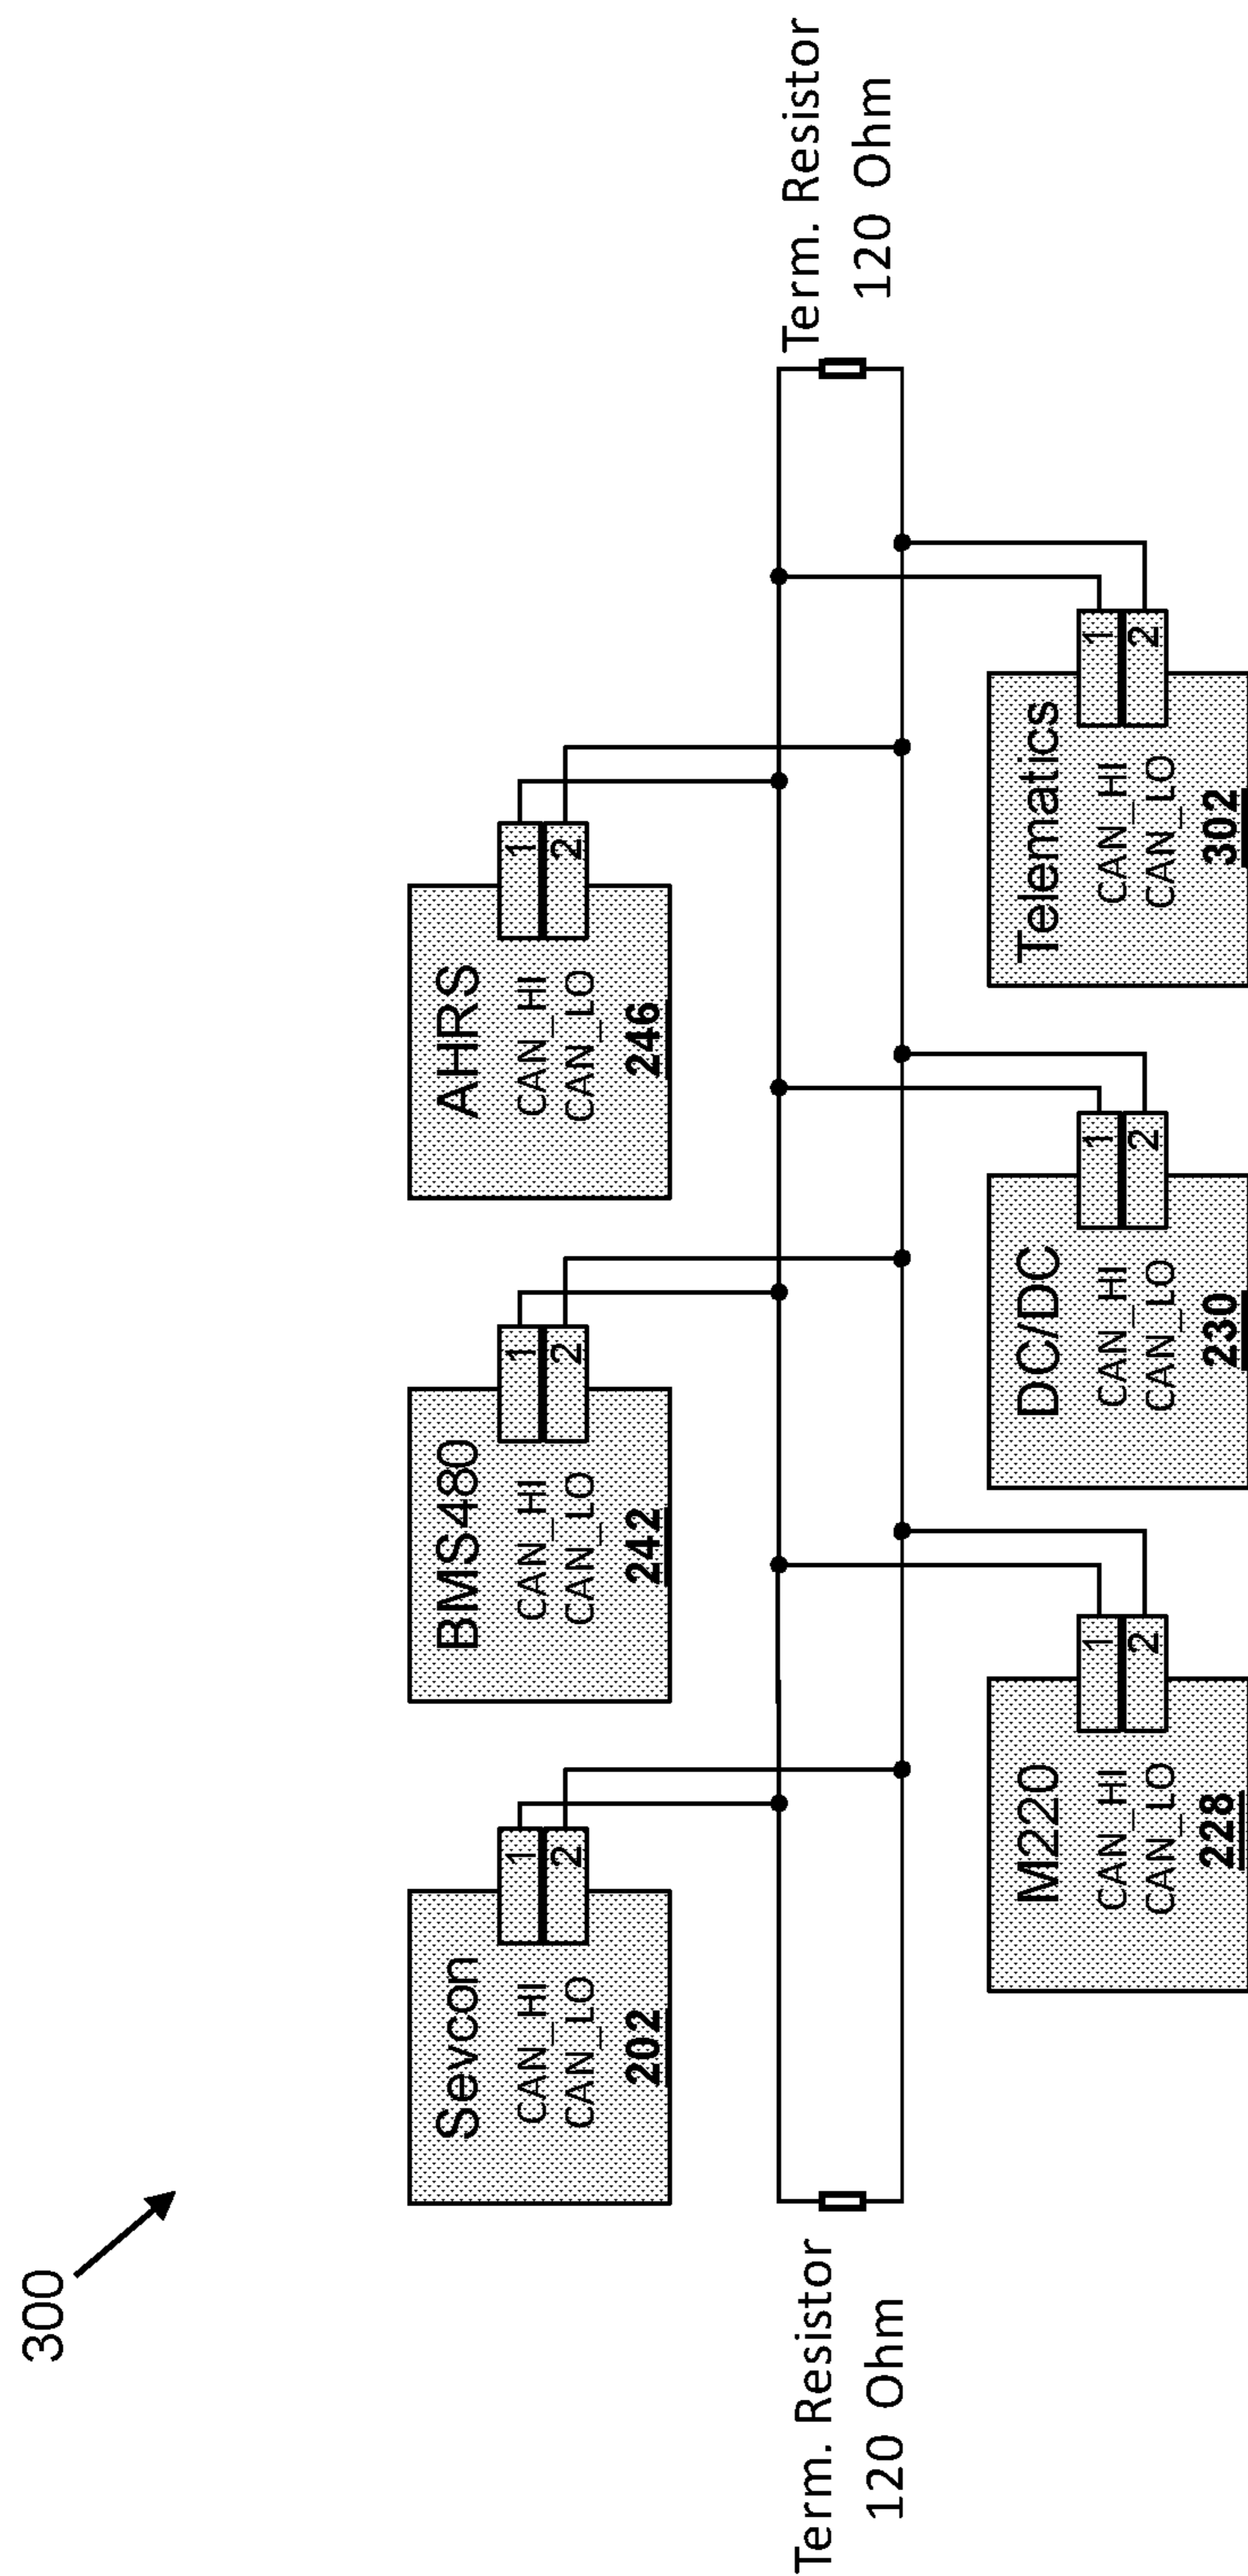 300
Sevcon
1
CAN_HI
2
CAN_LO
202
BMS480
1
CAN_HI
2
CAN_LO
242
AHRS
1
CAN_HI
2
CAN_LO
246
Term. Resistor
120 Ohm
Term. Resistor
120 Ohm
M220
1
CAN_HI
2
CAN_LO
228
DC/DC
1
CAN_HI
2
CAN_LO
230
Telematics
1
CAN_HI
2
CAN_LO
302